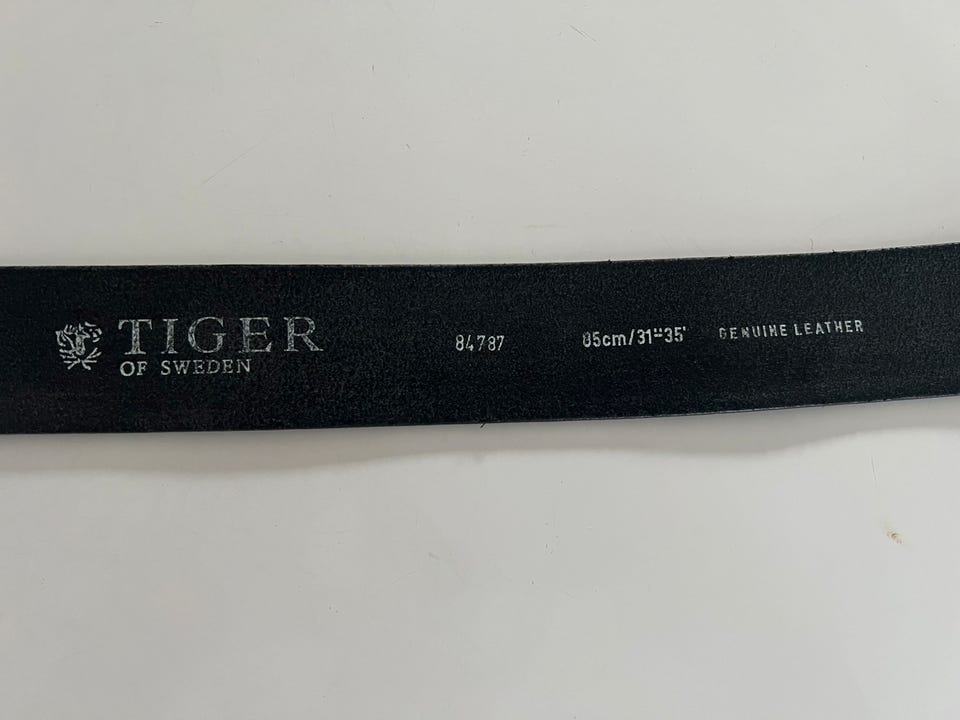 TIGER
OF SWEDEN
84787
85cm/31"-35"
GENUINE LEATHER